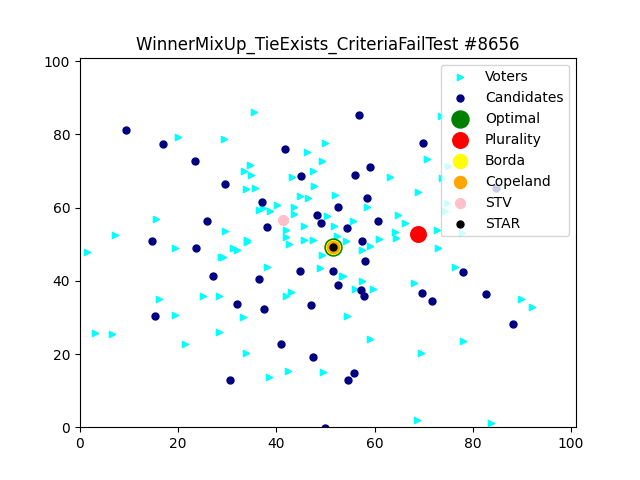 WinnerMixUp_TieExists_CriteriaFailTest #8656
100
80
60
40
20
0
0
20
40
60
80
100
Voters
Candidates
Optimal
Plurality
Borda
Copeland
STV
STAR